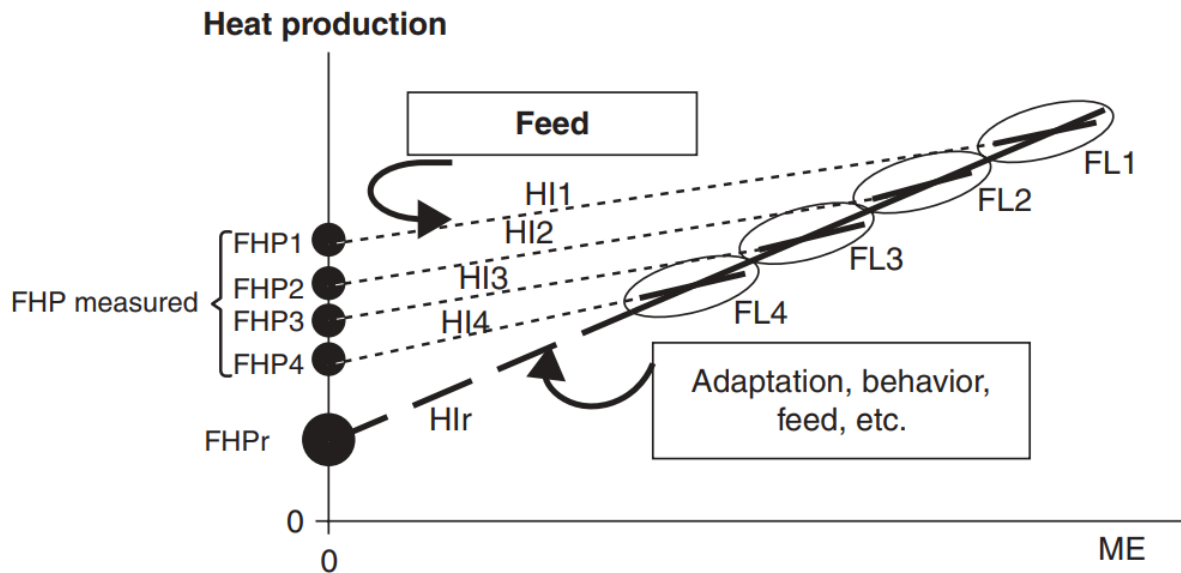 Heat production
Feed
HI1
FL1
HI2
FL2
FHP1
HI3
FL3
FHP2
FHP measured
FHP3
HI4
FL4
FHP4
Adaptation, behavior,
feed, etc.
HIr
FHPr
0
ME
0